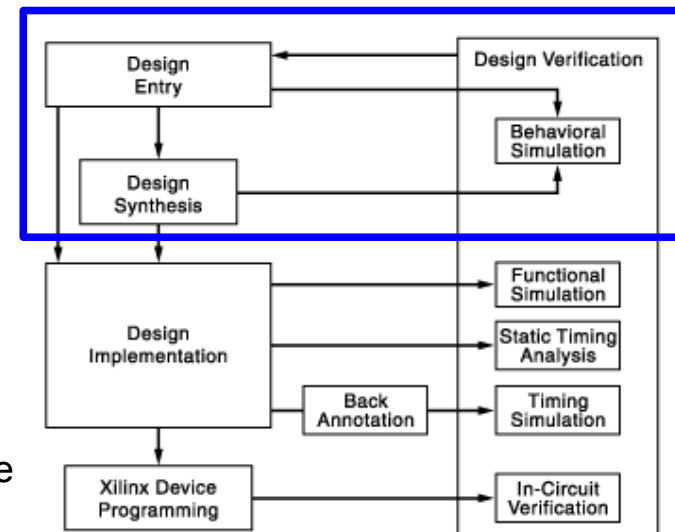 Design
Entry
Design Verification
Behavioral
Simulation
Design
Synthesis
Functional
Simulation
Design
Implementation
Static Timing
Analysis
Back
Annotation
Timing
Simulation
e
Xilinx Device
Programming
In-Circuit
Verification